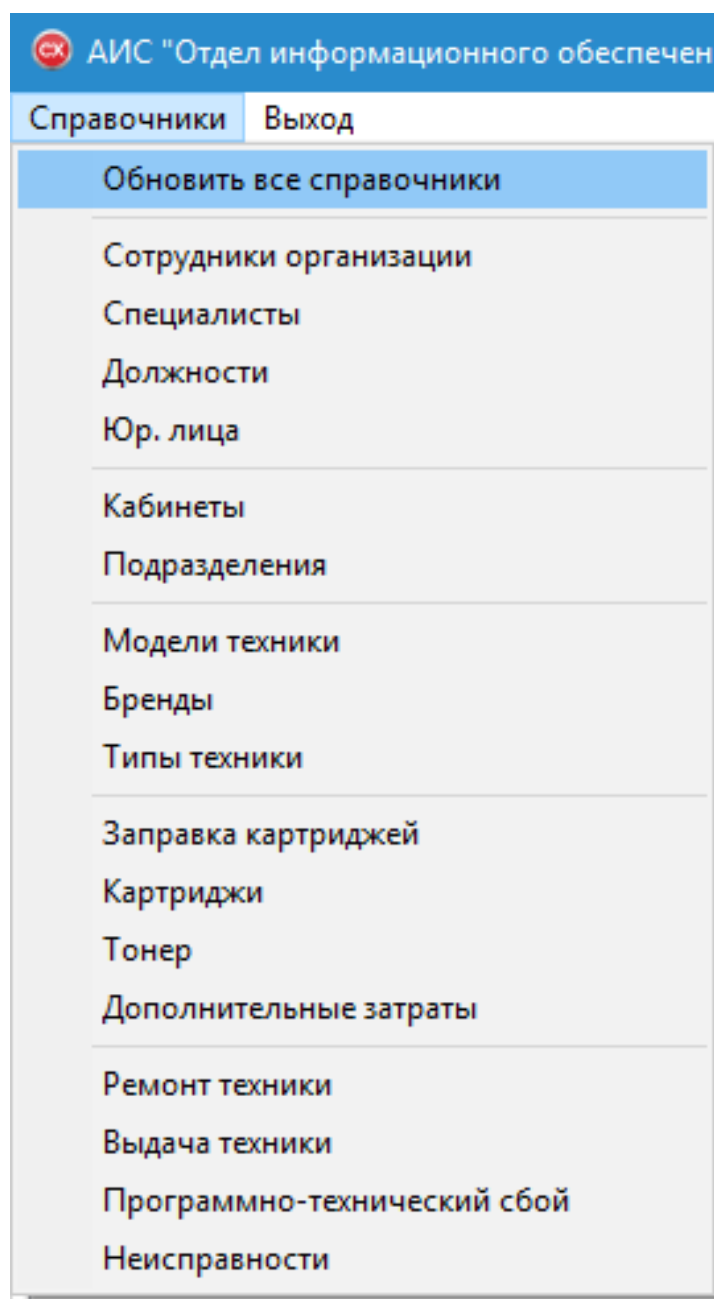 CX АИС "Отдел информационного обеспечен
Справочники Выход
Обновить все справочники
Сотрудники организации
Специалисты
Должности
Юр. лица
Кабинеты
Подразделения
Модели техники
Бренды
Типы техники
Заправка картриджей
Картриджи
Тонер
Дополнительные затраты
Ремонт техники
Выдача техники
Программно-технический сбой
Неисправности